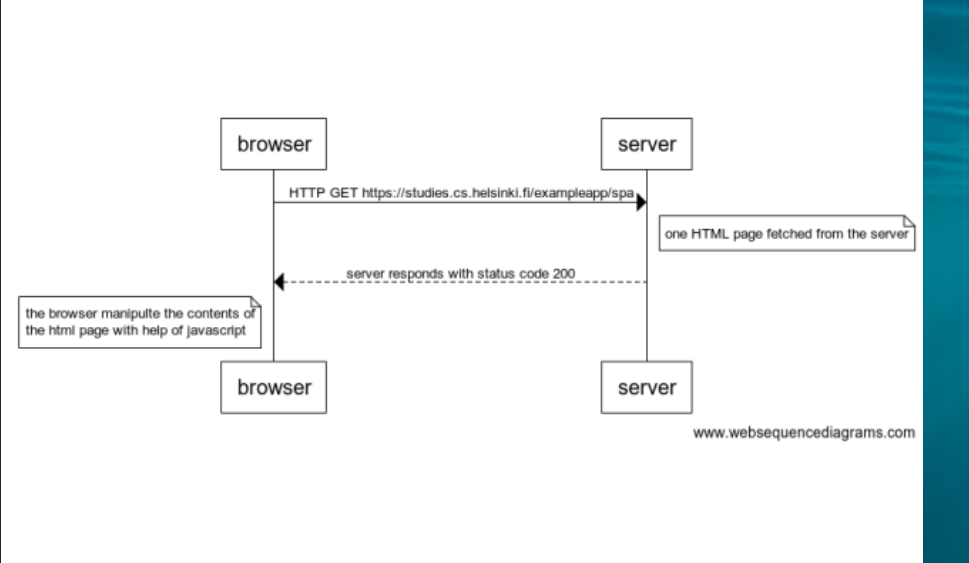 browser
server
HTTP GET https://studies.cs.helsinki.fi/exampleapp/spa
one HTML page fetched from the server
server responds with status code 200
the browser manipulte the contents of
the html page with help of javascript
browser
server
www.websequencediagrams.com